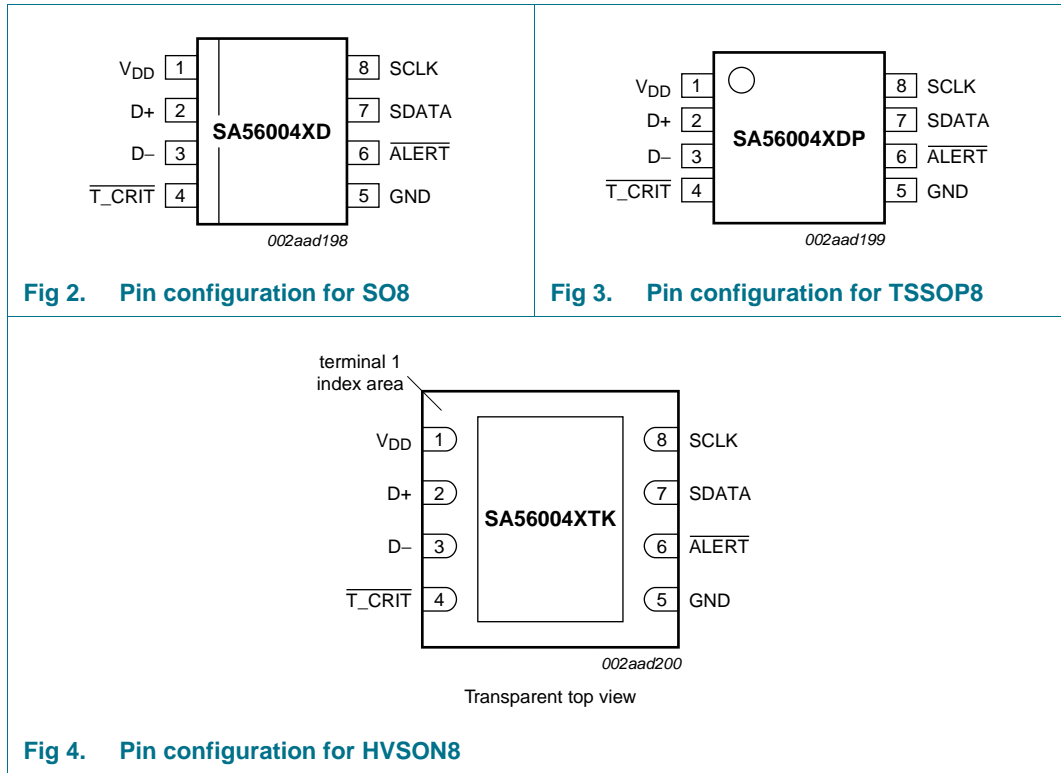 VDD 1
D+ 2
D− 3
T_CRIT 4
SA56004XD
8 SCLK
7 SDATA
6 ALERT
5 GND
002aad198
Fig 2. Pin configuration for SO8
VDD 1
D+ 2
D− 3
T_CRIT 4
SA56004XDP
8 SCLK
7 SDATA
6 ALERT
5 GND
002aad199
Fig 3. Pin configuration for TSSOP8
terminal 1
index area
VDD 1
D+ 2
D− 3
T_CRIT 4
SA56004XTK
8 SCLK
7 SDATA
6 ALERT
5 GND
002aad200
Transparent top view
Fig 4. Pin configuration for HVSON8